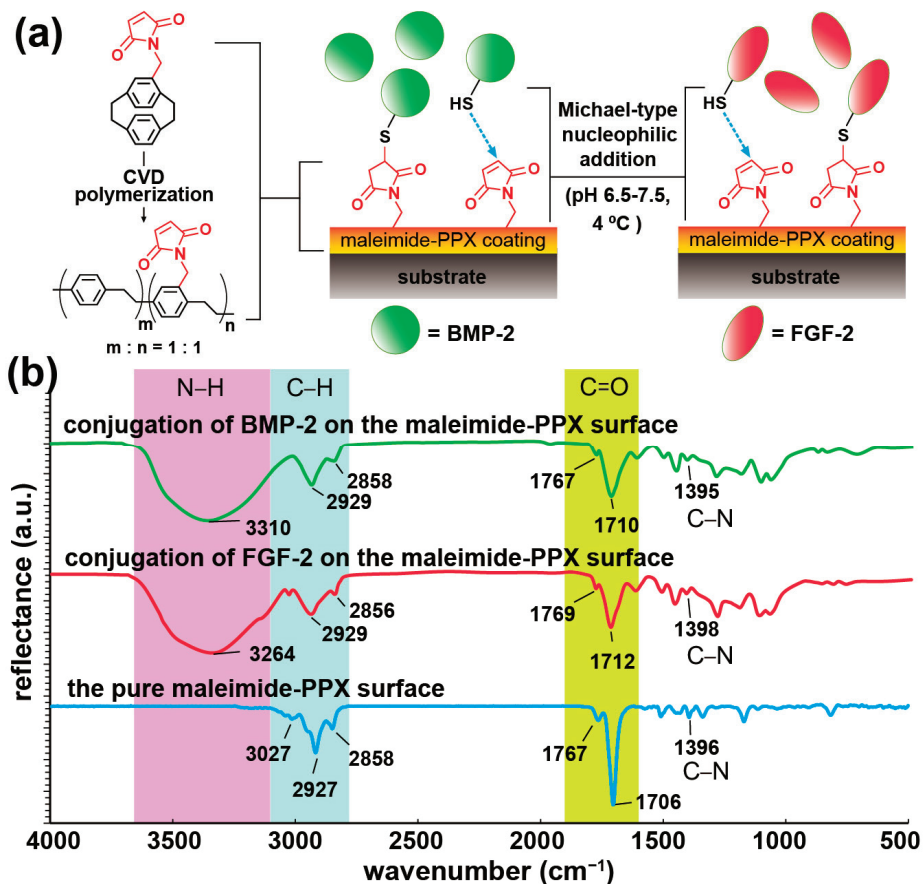 (a)
O
N
O
CVD
polymerization
O
N
O
m
n
m : n = 1 : 1
HS
S
O
N
O
O
N
O
maleimide-PPX coating
substrate
= BMP-2
Michael-type
nucleophilic
addition
(pH 6.5-7.5,
4 ºC )
HS
S
O
N
O
O
N
O
maleimide-PPX coating
substrate
= FGF-2
(b)
N–H
C–H
C=O
conjugation of BMP-2 on the maleimide-PPX surface
3310
2929
2858
1767
1710
1395
C–N
conjugation of FGF-2 on the maleimide-PPX surface
3264
2929
2856
1769
1712
1398
C–N
the pure maleimide-PPX surface
3027
2927
2858
1767
1706
1396
C–N
reflectance (a.u.)
4000 3500 3000 2500 2000 1500 1000 500
wavenumber (cm⁻¹)